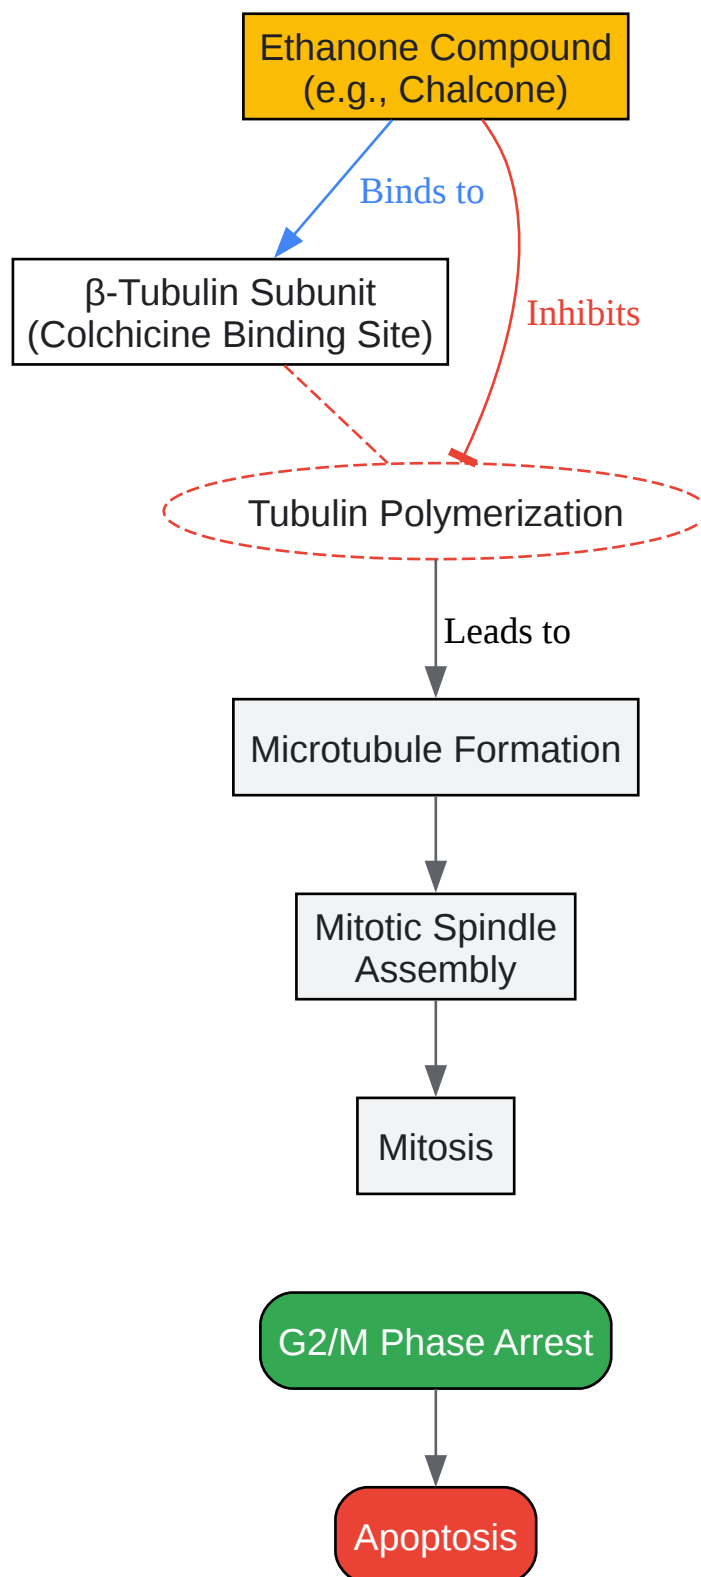 Ethanone Compound
(e.g., Chalcone)
Binds to
β-Tubulin Subunit
(Colchicine Binding Site)
Inhibits
Tubulin Polymerization
Leads to
Microtubule Formation
Mitotic Spindle
Assembly
Mitosis
G2/M Phase Arrest
Apoptosis